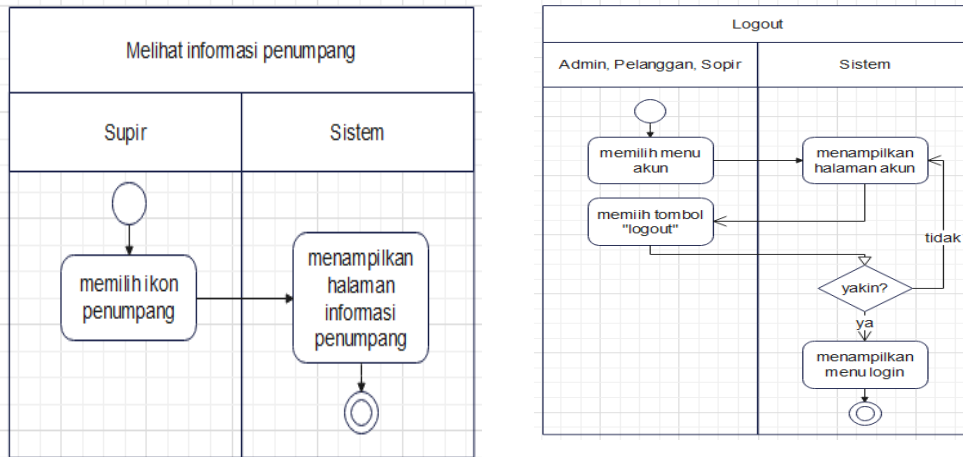 Melihat informasi penumpang
Supir
Sistem
memilih ikon
penumpang
menampilkan
halaman
informasi
penumpang
Logout
Admin, Pelanggan, Sopir
Sistem
memilih menu
akun
menampilkan
halaman akun
memiih tombol
"logout"
tidak
yakin?
ya
menampilkan
menu login